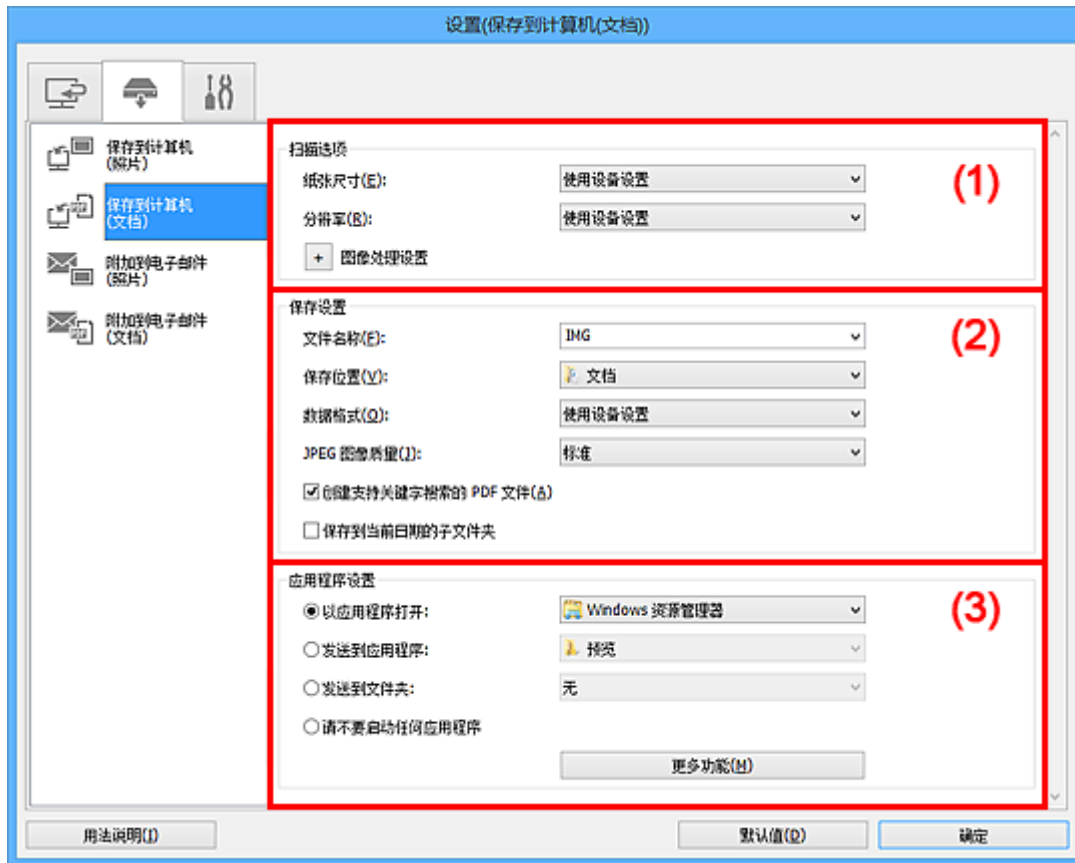 设置(保存到计算机(文档))
保存到计算机
(照片)
保存到计算机
(文档)
附加到电子邮件
(照片)
附加到电子邮件
(文档)
扫描选项
(1)
纸张尺寸(E): 使用设备设置
分辨率(R): 使用设备设置
+ 图像处理设置
保存设置
(2)
文件名称(F): IMG
保存位置(V): 文档
数据格式(O): 使用设备设置
JPEG 图像质量(J): 标准
创建支持关键字搜索的 PDF 文件(A)
保存到当前日期的子文件夹
应用程序设置
(3)
以应用程序打开: Windows 资源管理器
发送到应用程序: 预览
发送到文件夹: 无
请不要启动任何应用程序
更多功能(M)
用法说明(I) 默认值(D) 确定